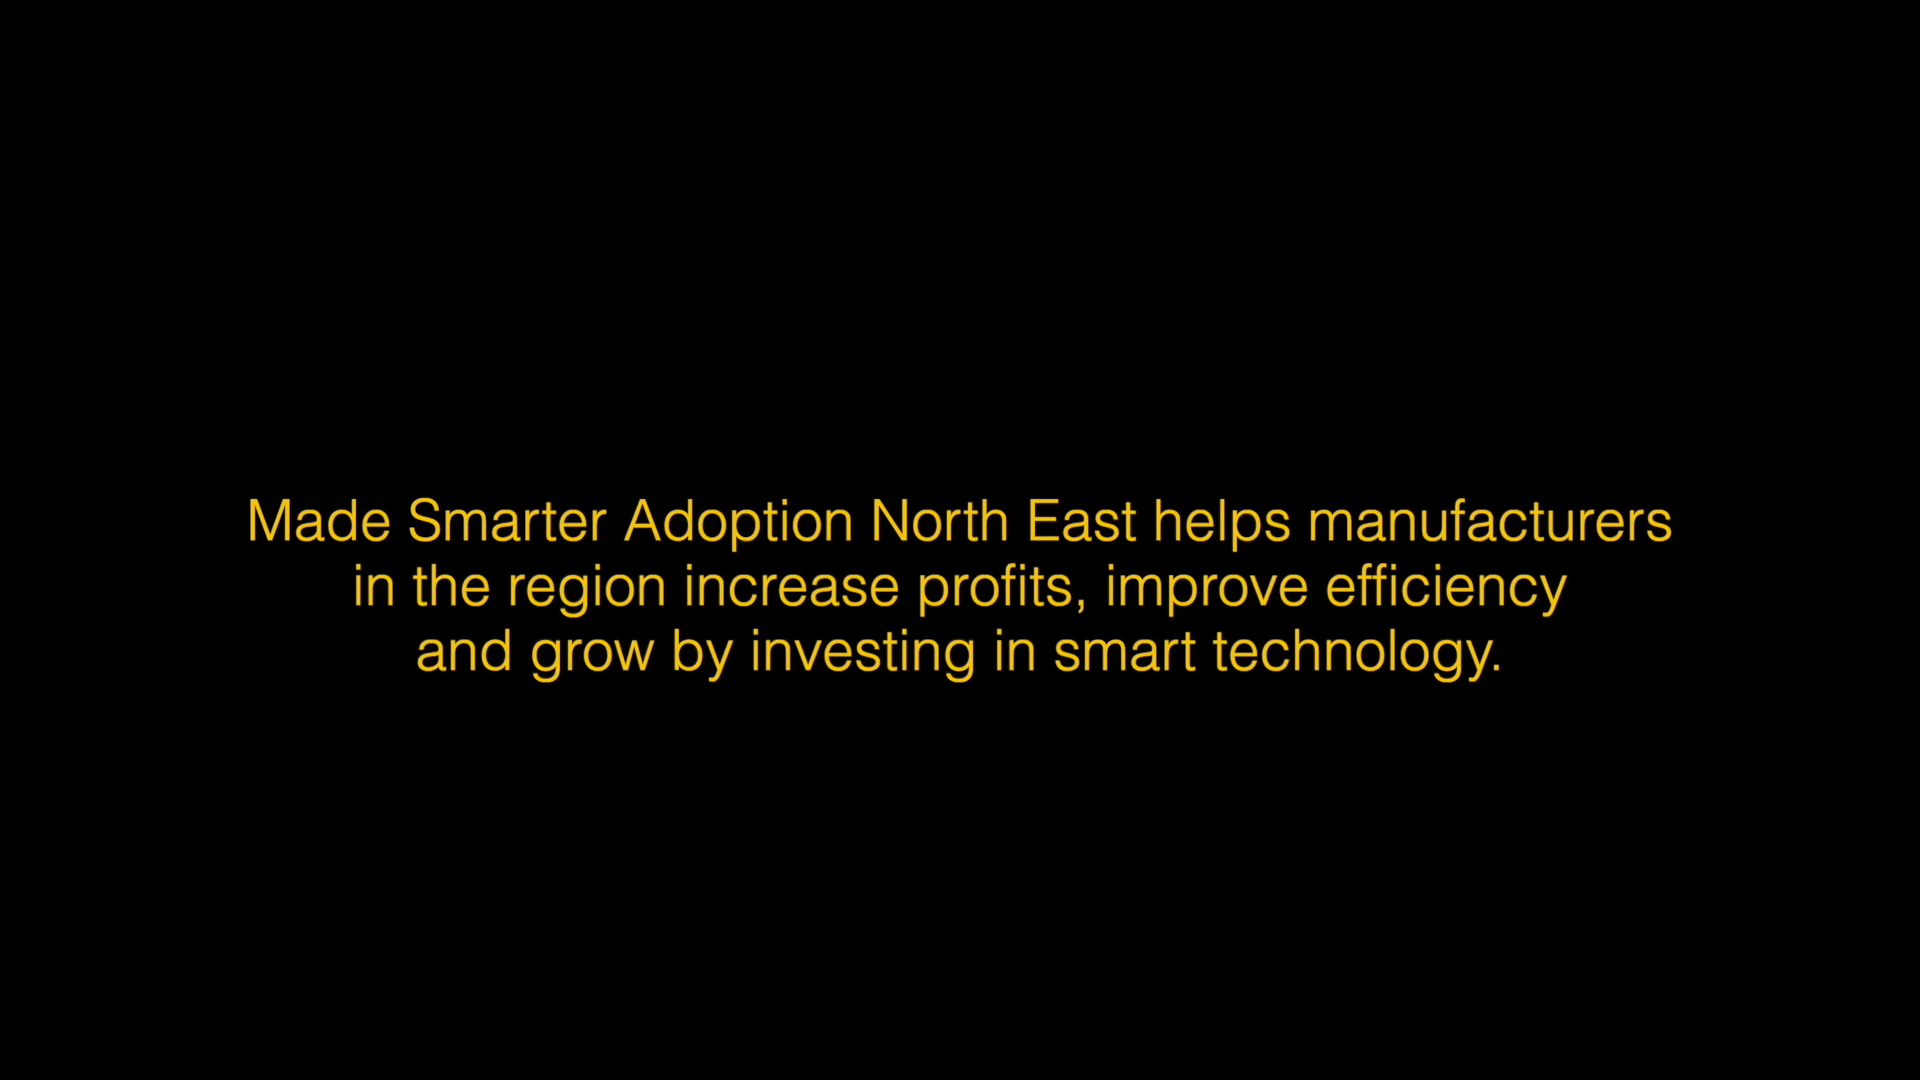 Made Smarter Adoption North East helps manufacturers
in the region increase profits, improve efficiency
and grow by investing in smart technology.